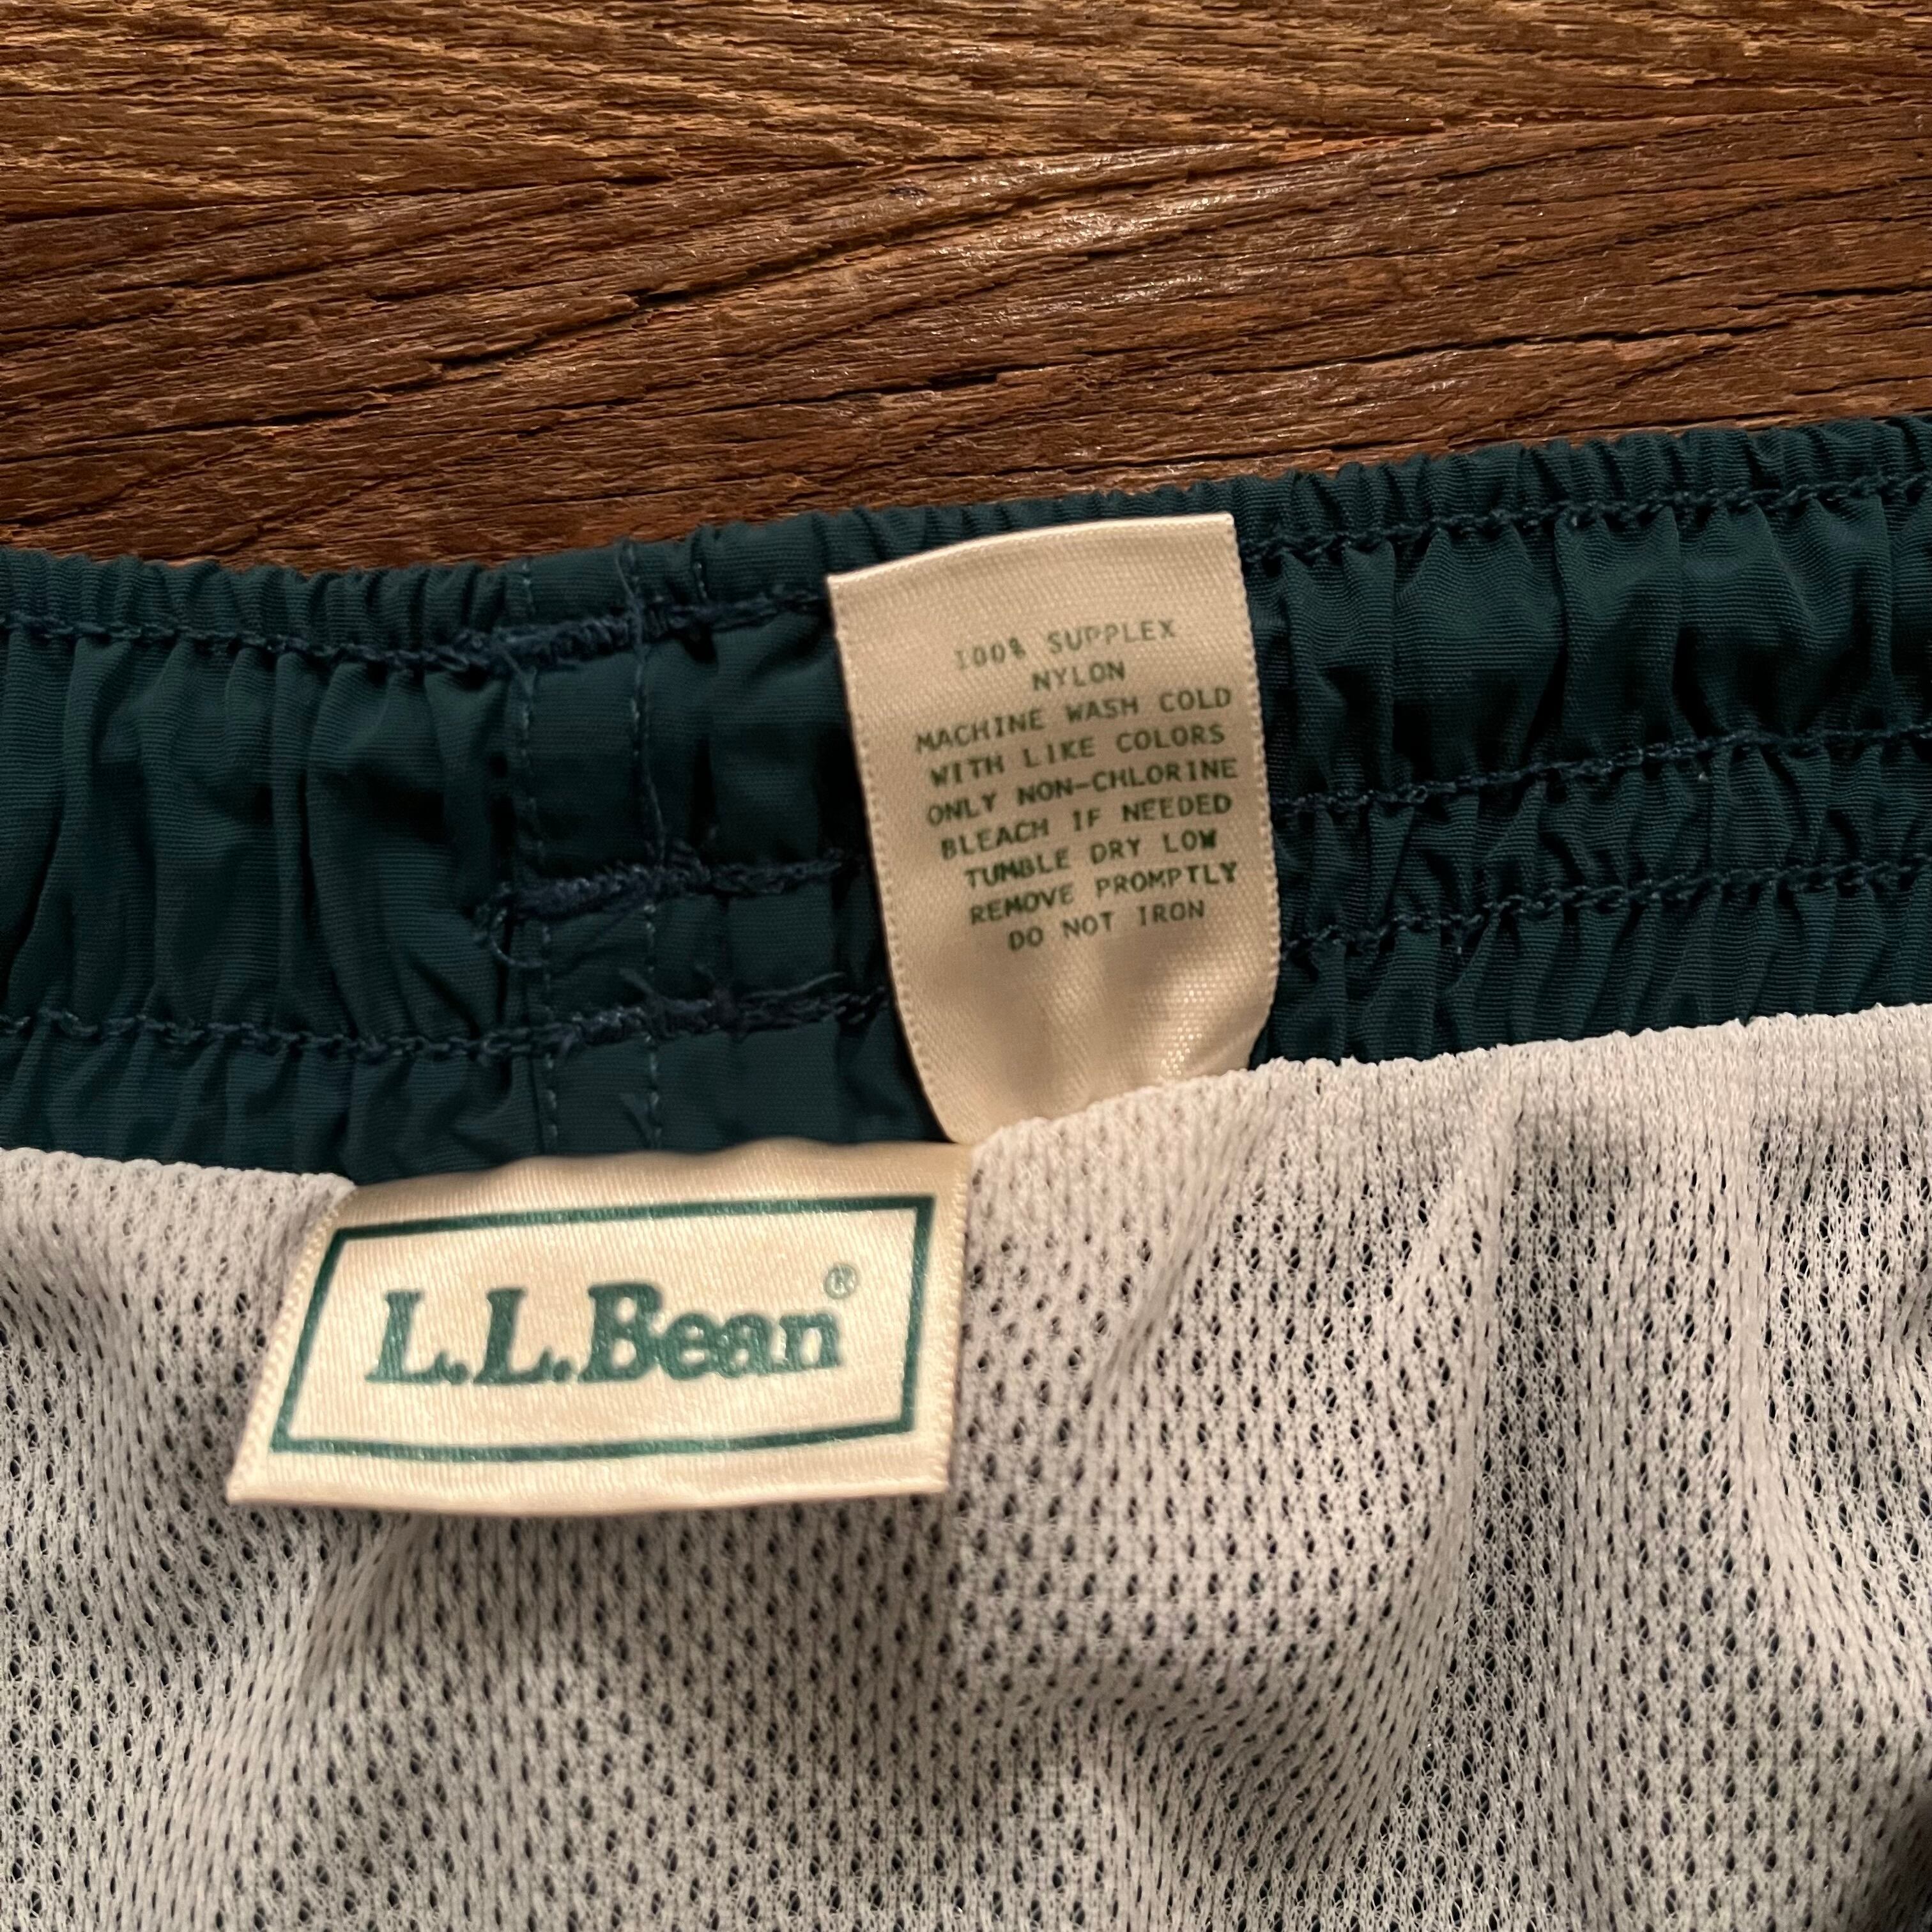 100% SUPPLEX
NYLON
MACHINE WASH COLD
WITH LIKE COLORS
ONLY NON-CHLORINE
BLEACH IF NEEDED
TUMBLE DRY LOW
REMOVE PROMPTLY
DO NOT IRON
L.L.Bean®